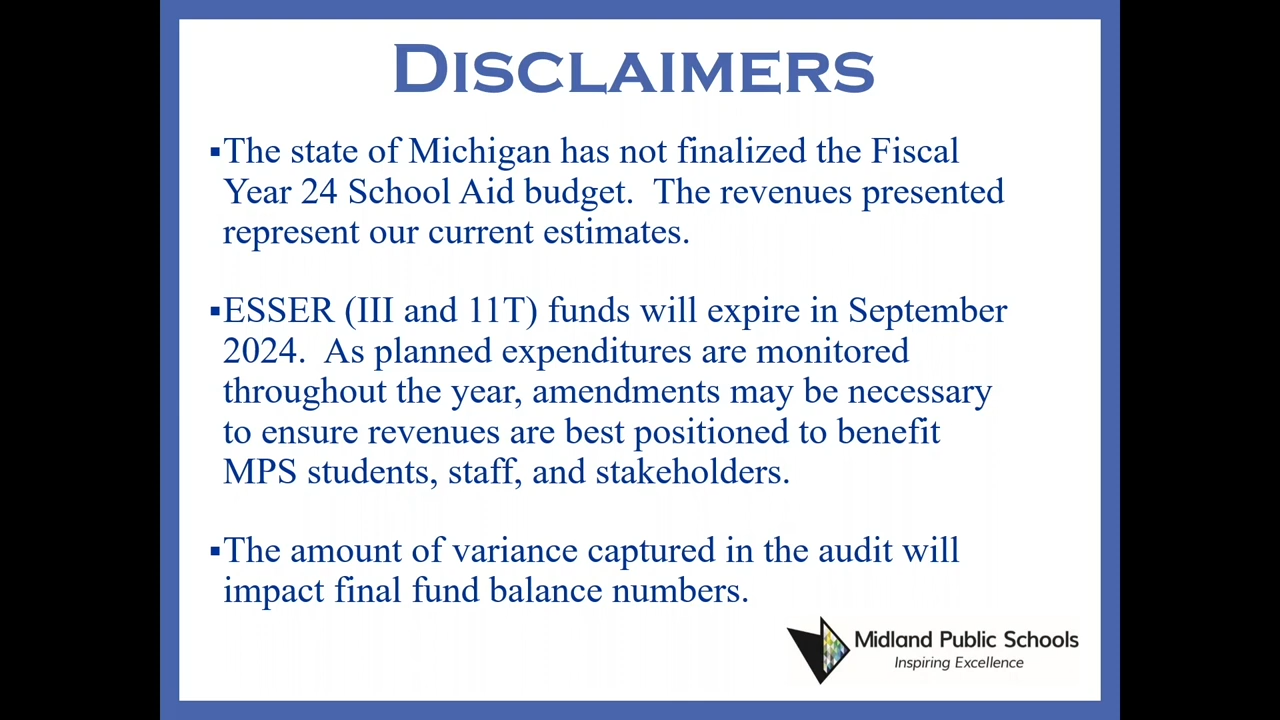 DISCLAIMERS
▪The state of Michigan has not finalized the Fiscal
Year 24 School Aid budget.  The revenues presented
represent our current estimates.
▪ESSER (III and 11T) funds will expire in September
2024.  As planned expenditures are monitored
throughout the year, amendments may be necessary
to ensure revenues are best positioned to benefit
MPS students, staff, and stakeholders.
▪The amount of variance captured in the audit will
impact final fund balance numbers.
Midland Public Schools
Inspiring Excellence